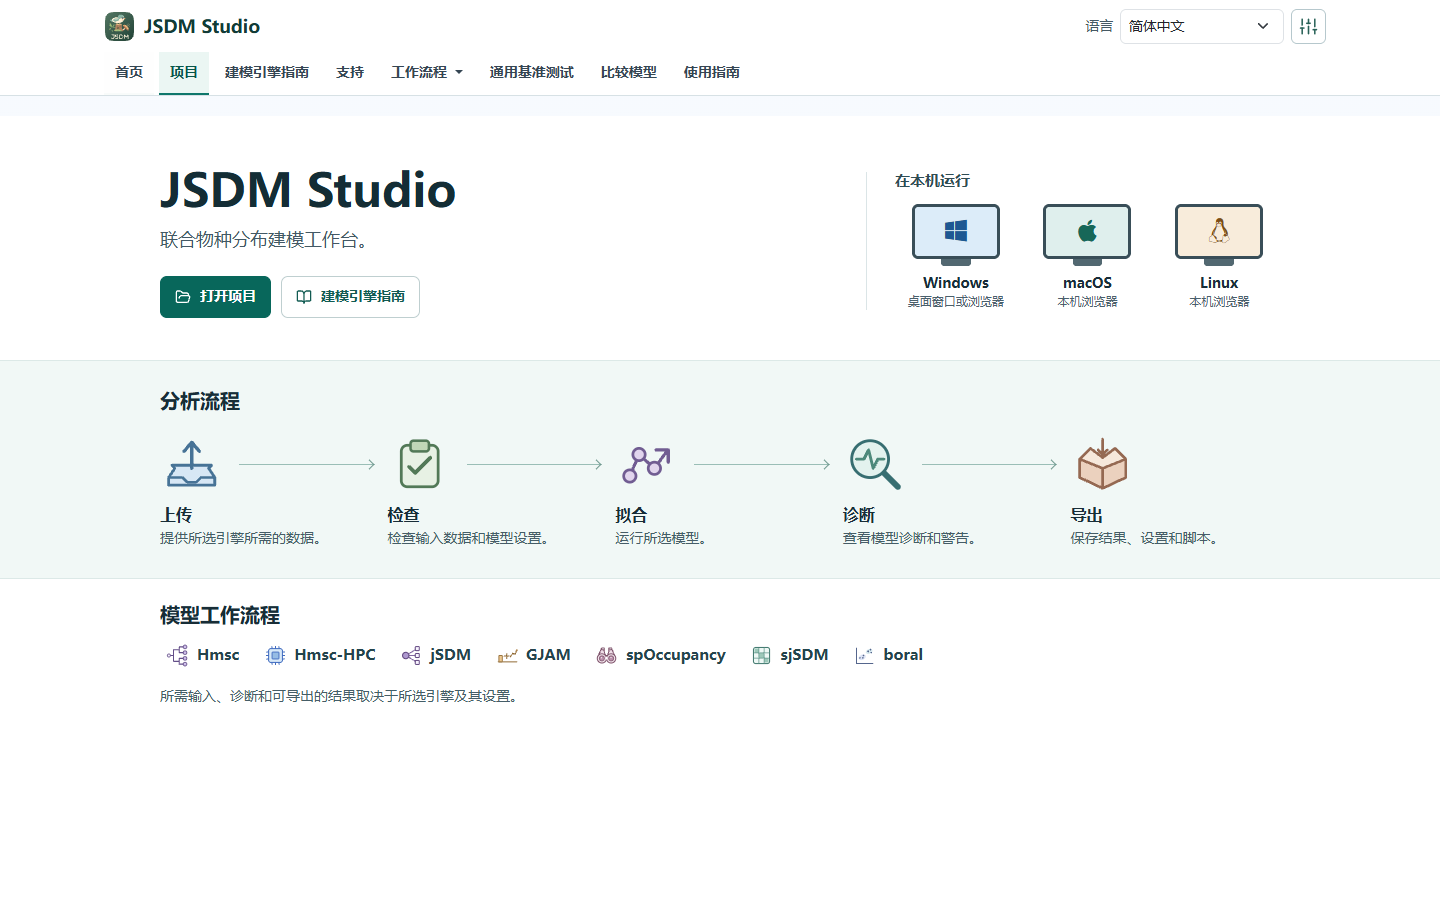 JSDM
JSDM Studio
语言
简体中文
首页
项目
建模引擎指南
支持
工作流程
通用基准测试
比较模型
使用指南
JSDM Studio
联合物种分布建模工作台。
打开项目
建模引擎指南
在本机运行
Windows
桌面窗口或浏览器
macOS
本机浏览器
Linux
本机浏览器
分析流程
上传
提供所选引擎所需的数据。
检查
检查输入数据和模型设置。
拟合
运行所选模型。
诊断
查看模型诊断和警告。
导出
保存结果、设置和脚本。
模型工作流程
Hmsc
Hmsc-HPC
jSDM
GJAM
spOccupancy
sjSDM
boral
所需输入、诊断和可导出的结果取决于所选引擎及其设置。